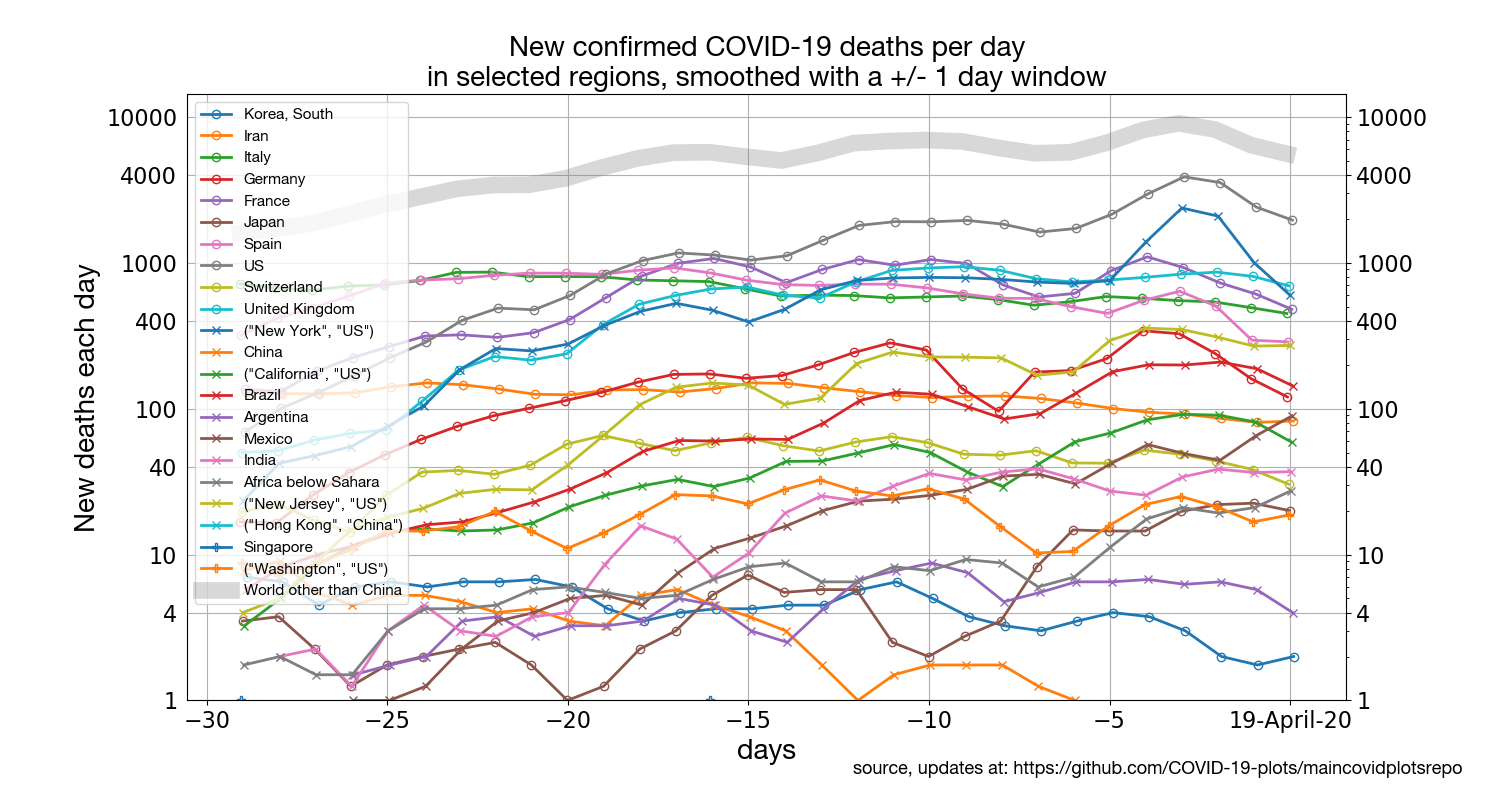 New confirmed COVID-19 deaths per day
in selected regions, smoothed with a +/- 1 day window
10000
4000
1000
400
100
40
10
4
1
New deaths each day
Korea, South
Iran
Italy
Germany
France
Japan
Spain
US
Switzerland
United Kingdom
("New York", "US")
China
("California", "US")
Brazil
Argentina
Mexico
India
Africa below Sahara
("New Jersey", "US")
("Hong Kong", "China")
Singapore
("Washington", "US")
World other than China
10000
4000
1000
400
100
40
10
4
1
−30 −25 −20 −15 −10 −5 19-April-20
days
source, updates at: https://github.com/COVID-19-plots/maincovidplotsrepo